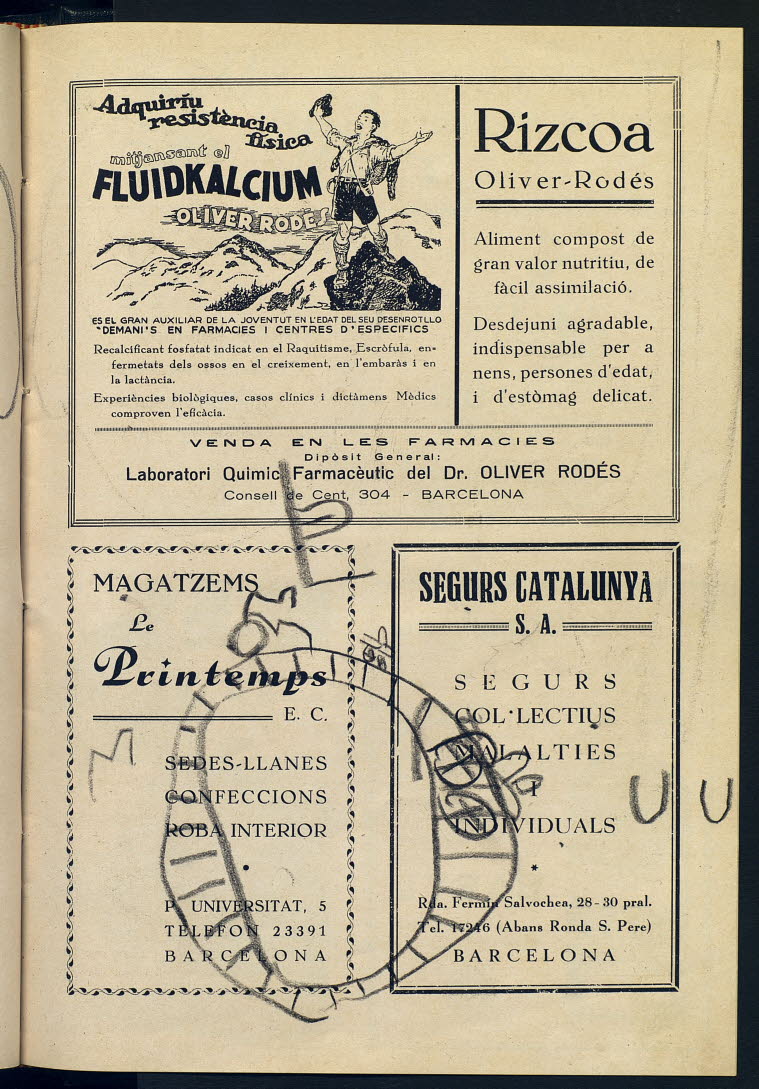 Adquiríu
resistència
física
mitjansant el
FLUIDKALCIUM
OLIVER RODES
ES EL GRAN AUXILIAR DE LA JOVENTUT EN L'EDAT DEL SEU DESENROTLLO
DEMANI'S EN FARMACIES I CENTRES D'ESPECIFICS
Recalcificant fosfatat indicat en el Raquitisme, Escròfula, en-
fermetats dels ossos en el creixement, en l'embaràs i en
la lactància.
Experiències biològiques, casos clínics i dictàmens Mèdics
comproven l'eficàcia.
Rizcoa
Oliver-Rodés
Aliment compost de
gran valor nutritiu, de
fàcil assimilació.
Desdejuni agradable,
indispensable per a
nens, persones d'edat,
i d'estòmag delicat.
VENDA EN LES FARMACIES
Dipòsit General:
Laboratori Quimic Farmacèutic del Dr. OLIVER RODÉS
Consell de Cent, 304 - BARCELONA
MAGATZEMS
Le
Printemps
E. C.
SEDES-LLANES
CONFECCIONS
ROBA INTERIOR
P. UNIVERSITAT, 5
TELEFON 23391
BARCELONA
SEGURS CATALUNYA
S. A.
SEGURS
COL·LECTIUS
MALALTIES
I
INDIVIDUALS
Rda. Fermín Salvochea, 28-30 pral.
Tel. 17246 (Abans Ronda S. Pere)
BARCELONA